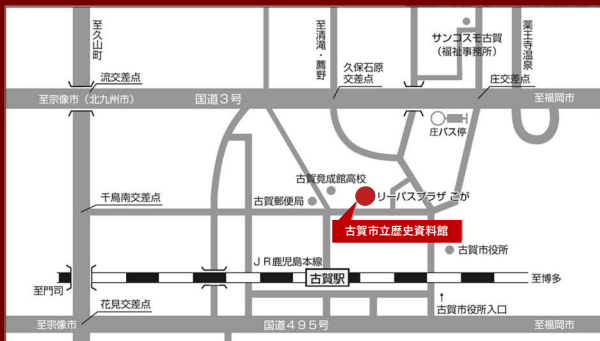 至久山町
至清滝・薦野
サンコスモ古賀
（福祉事務所）
薬王寺温泉
流交差点
久保石原
交差点
庄交差点
至宗像市（北九州市）
国道3号
至福岡市
庄バス停
古賀竟成館高校
リーパスプラザ こが
古賀郵便局
千鳥南交差点
古賀市立歴史資料館
古賀市役所
ＪＲ鹿児島本線
古賀駅
至門司
至博多
花見交差点
↑
古賀市役所入口
至宗像市
国道495号
至福岡市